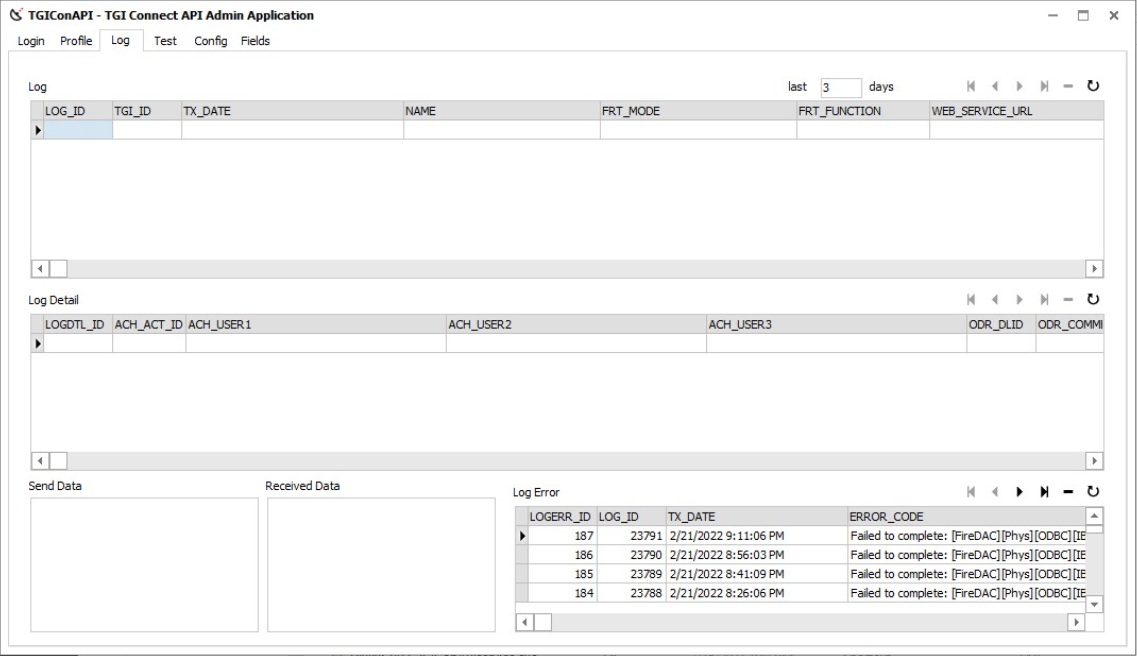 TGIConAPI - TGI Connect API Admin Application
Login Profile Log Test Config Fields
Log last 3 days
LOG_ID TGI_ID TX_DATE NAME FRT_MODE FRT_FUNCTION WEB_SERVICE_URL
Log Detail
LOGDTL_ID ACH_ACT_ID ACH_USER1 ACH_USER2 ACH_USER3 ODR_DLID ODR_COMMI
Send Data Received Data Log Error
LOGERR_ID LOG_ID TX_DATE ERROR_CODE
187 23791 2/21/2022 9:11:06 PM Failed to complete: [FireDAC][Phys][ODBC][IE
186 23790 2/21/2022 8:56:03 PM Failed to complete: [FireDAC][Phys][ODBC][IE
185 23789 2/21/2022 8:41:09 PM Failed to complete: [FireDAC][Phys][ODBC][IE
184 23788 2/21/2022 8:26:06 PM Failed to complete: [FireDAC][Phys][ODBC][IE